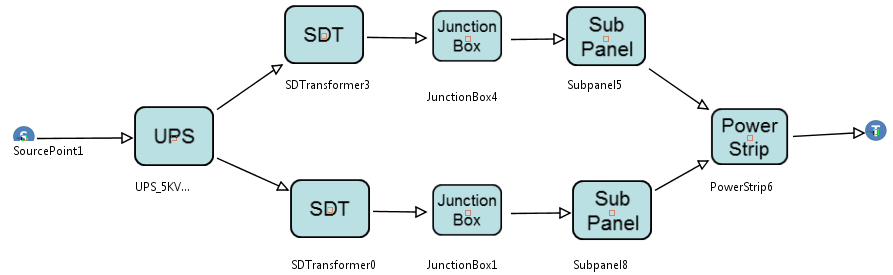 SDT
SDTransformer3
Junction
Box
JunctionBox4
Sub
Panel
Subpanel5
S
SourcePoint1
UPS
UPS_5KV...
Power
Strip
PowerStrip6
T
SDT
SDTransformer0
Junction
Box
JunctionBox1
Sub
Panel
Subpanel8